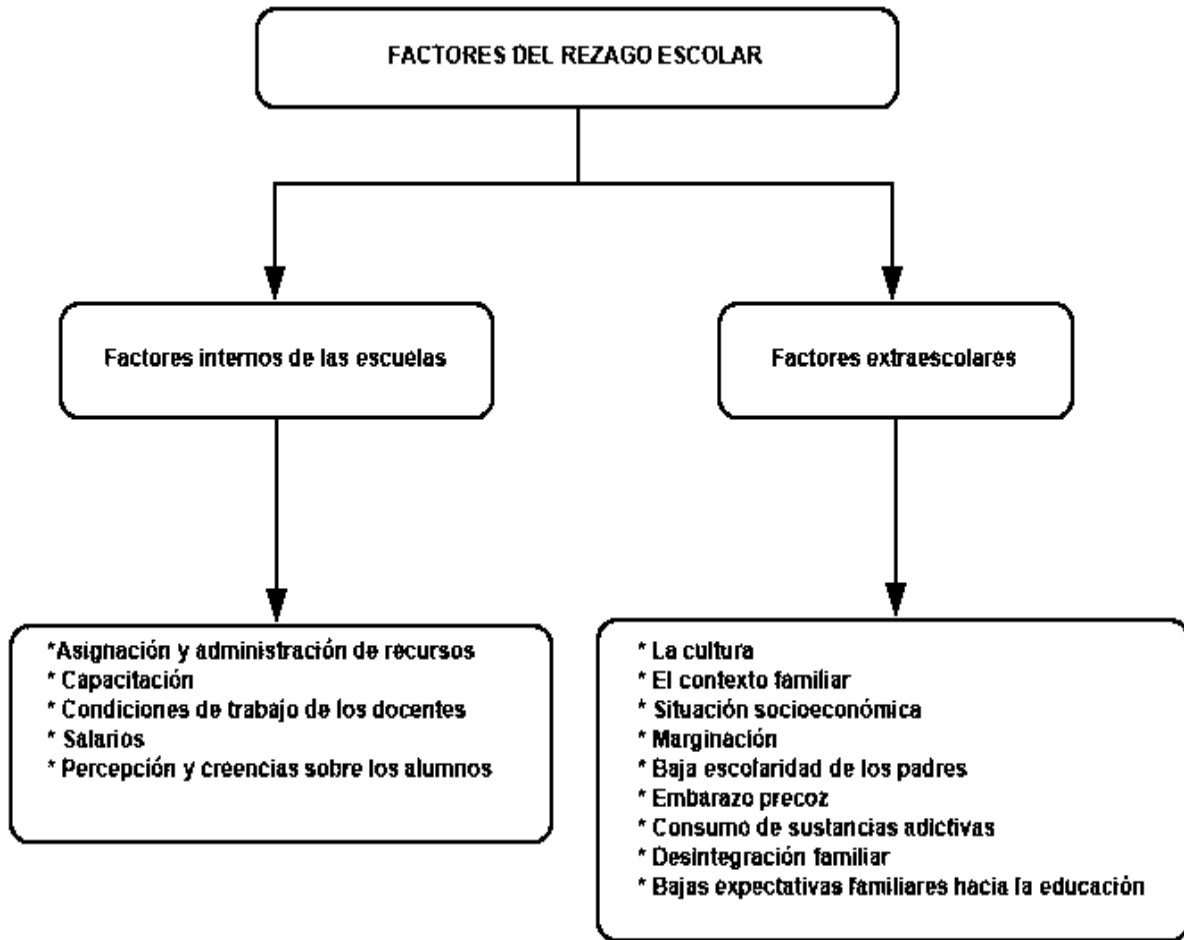 FACTORES DEL REZAGO ESCOLAR
Factores internos de las escuelas
Factores extraescolares
*Asignación y administración de recursos
* Capacitación
* Condiciones de trabajo de los docentes
* Salarios
* Percepción y creencias sobre los alumnos
* La cultura
* El contexto familiar
* Situación socioeconómica
* Marginación
* Baja escolaridad de los padres
* Embarazo precoz
* Consumo de sustancias adictivas
* Desintegración familiar
* Bajas expectativas familiares hacia la educación